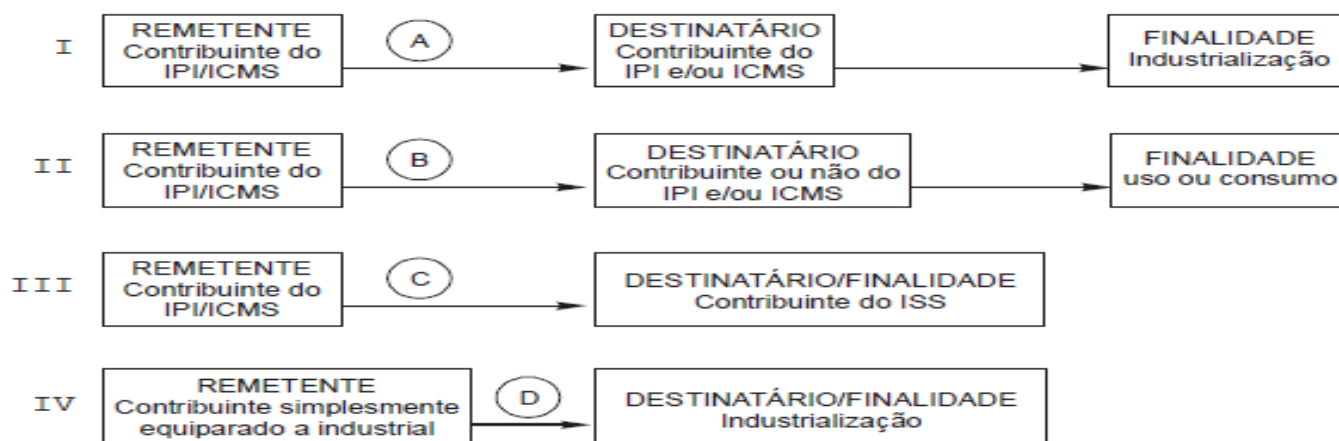 I
REMETENTE
Contribuinte do
IPI/ICMS
A
DESTINATÁRIO
Contribuinte do
IPI e/ou ICMS
FINALIDADE
Industrialização
II
REMETENTE
Contribuinte do
IPI/ICMS
B
DESTINATÁRIO
Contribuinte ou não do
IPI e/ou ICMS
FINALIDADE
uso ou consumo
III
REMETENTE
Contribuinte do
IPI/ICMS
C
DESTINATÁRIO/FINALIDADE
Contribuinte do ISS
IV
REMETENTE
Contribuinte simplesmente
equiparado a industrial
D
DESTINATÁRIO/FINALIDADE
Industrialização